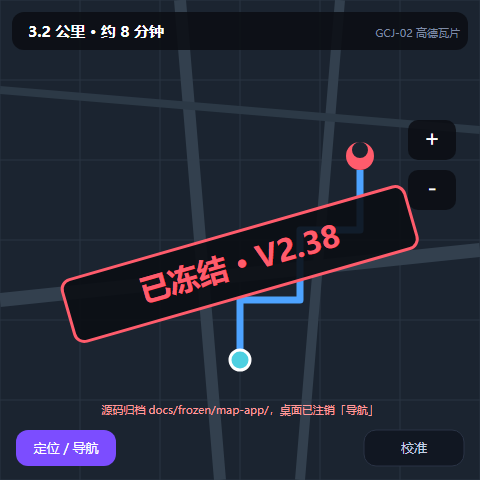 3.2 公里 • 约 8 分钟
GCJ-02 高德瓦片
+
-
已冻结 • V2.38
源码归档 docs/frozen/map-app/，桌面已注销「导航」
定位 / 导航
校准